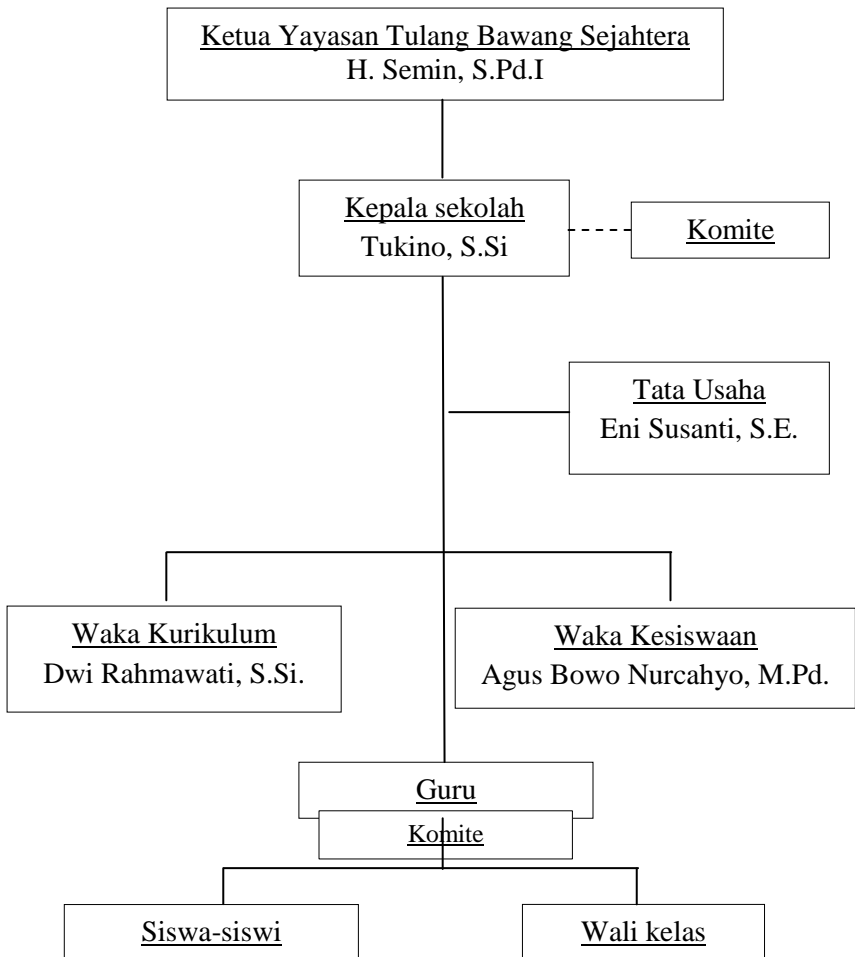 Ketua Yayasan Tulang Bawang Sejahtera
H. Semin, S.Pd.I
Kepala sekolah
Tukino, S.Si
Komite
Tata Usaha
Eni Susanti, S.E.
Waka Kurikulum
Dwi Rahmawati, S.Si.
Waka Kesiswaan
Agus Bowo Nurcahyo, M.Pd.
Guru
Komite
Siswa-siswi
Wali kelas